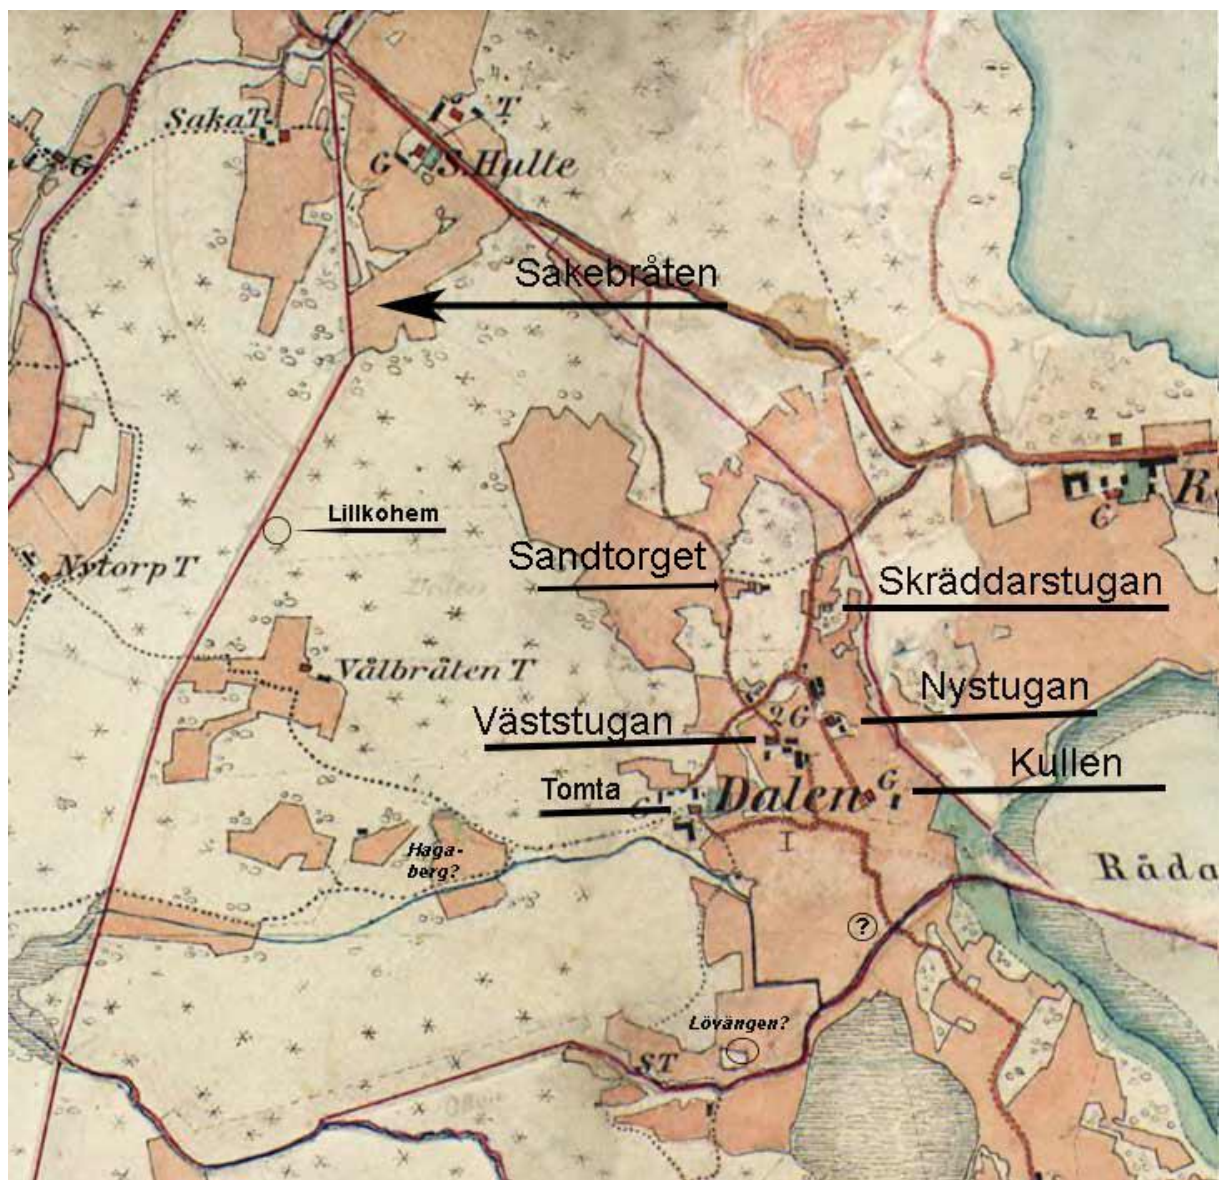 Saka T
T
G
G
S. Hulte
Sakebråten
2
Lillkohem
G
Nytorp T
Sandtorget
Skräddarstugan
Vålbråten T
Nystugan
Väststugan
2G
Kullen
G
Tomta
G
Dalen
I
Haga-
berg?
Råda
?
Lövängen?
ST